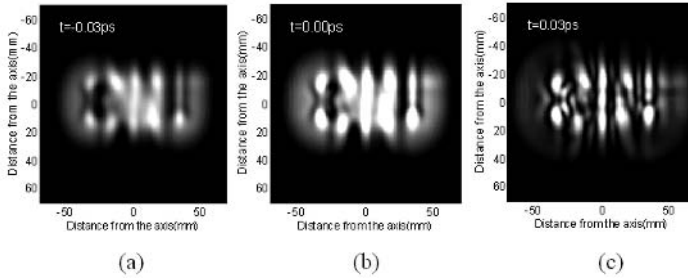 t=-0.03ps
t=0.00ps
t=0.03ps
Distance from the axis(mm)
-60
-40
-20
0
20
40
60
-50
0
50
Distance from the axis(mm)
Distance from the axis(mm)
-60
-40
-20
0
20
40
60
-50
0
50
Distance from the axis(mm)
Distance from the axis(mm)
-60
-40
-20
0
20
40
60
-50
0
50
Distance from the axis(mm)
(a)
(b)
(c)